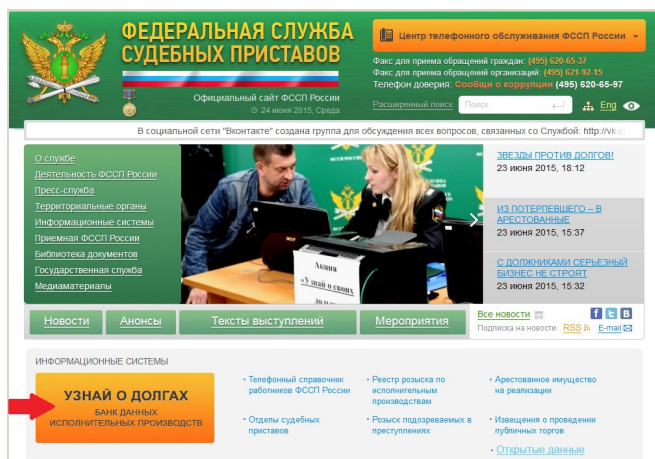 ФЕДЕРАЛЬНАЯ СЛУЖБА
СУДЕБНЫХ ПРИСТАВОВ
Официальный сайт ФССП России
24 июня 2015, Среда
Центр телефонного обслуживания ФССП России
Факс для приема обращений граждан: (495) 620-65-37
Факс для приема обращений организаций: (495) 621-92-15
Телефон доверия: Сообщи о коррупции (495) 620-65-97
Расширенный поиск Поиск Eng
В социальной сети "Вконтакте" создана группа для обсуждения всех вопросов, связанных со Службой: http://vk.c
О службе
Деятельность ФССП России
Пресс-служба
Территориальные органы
Информационные системы
Приемная ФССП России
Библиотека документов
Государственная служба
Медиаматериалы
Акция
«Узнай о своих
ЗВЕЗДЫ ПРОТИВ ДОЛГОВ!
23 июня 2015, 18:12
ИЗ ПОТЕРПЕВШЕГО – В
АРЕСТОВАННЫЕ
23 июня 2015, 15:37
С ДОЛЖНИКАМИ СЕРЬЕЗНЫЙ
БИЗНЕС НЕ СТРОЯТ
23 июня 2015, 15:32
Новости Анонсы Тексты выступлений Мероприятия
Все новости
Подписка на новости: RSS E-mail
ИНФОРМАЦИОННЫЕ СИСТЕМЫ
УЗНАЙ О ДОЛГАХ
БАНК ДАННЫХ
ИСПОЛНИТЕЛЬНЫХ ПРОИЗВОДСТВ
• Телефонный справочник
работников ФССП России
• Отделы судебных
приставов
• Реестр розыска по
исполнительным
производствам
• Розыск подозреваемых в
преступлениях
• Арестованное имущество
на реализации
• Извещения о проведении
публичных торгов
• Открытые данные